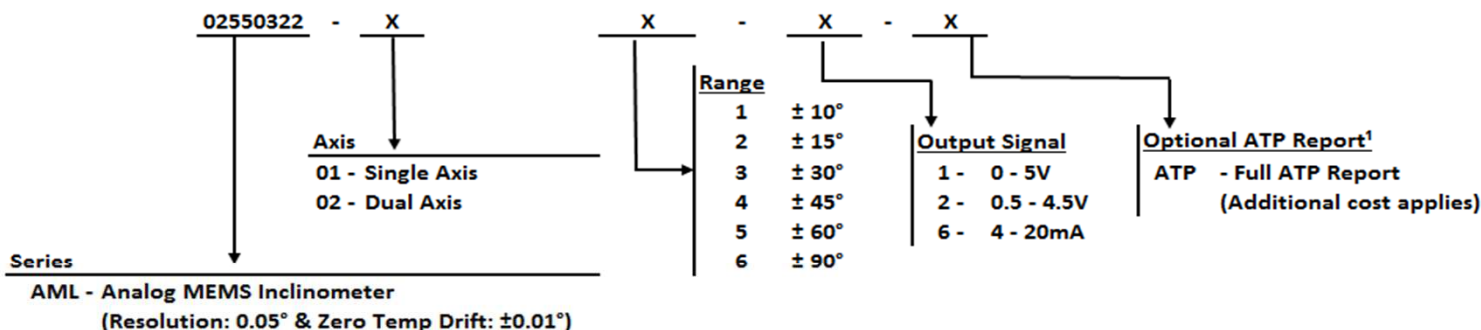 02550322 - X X - X - X
Axis
01 - Single Axis
02 - Dual Axis
Series
AML - Analog MEMS Inclinometer
(Resolution: 0.05° & Zero Temp Drift: ±0.01°)
Range
1 ± 10°
2 ± 15°
3 ± 30°
4 ± 45°
5 ± 60°
6 ± 90°
Output Signal
1 - 0 - 5V
2 - 0.5 - 4.5V
6 - 4 - 20mA
Optional ATP Report¹
ATP - Full ATP Report
(Additional cost applies)